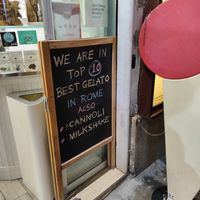 WE ARE IN
TOP 10
BEST GELATO
IN ROME
ALSO
• CANNOLI
• MILKSHAKE